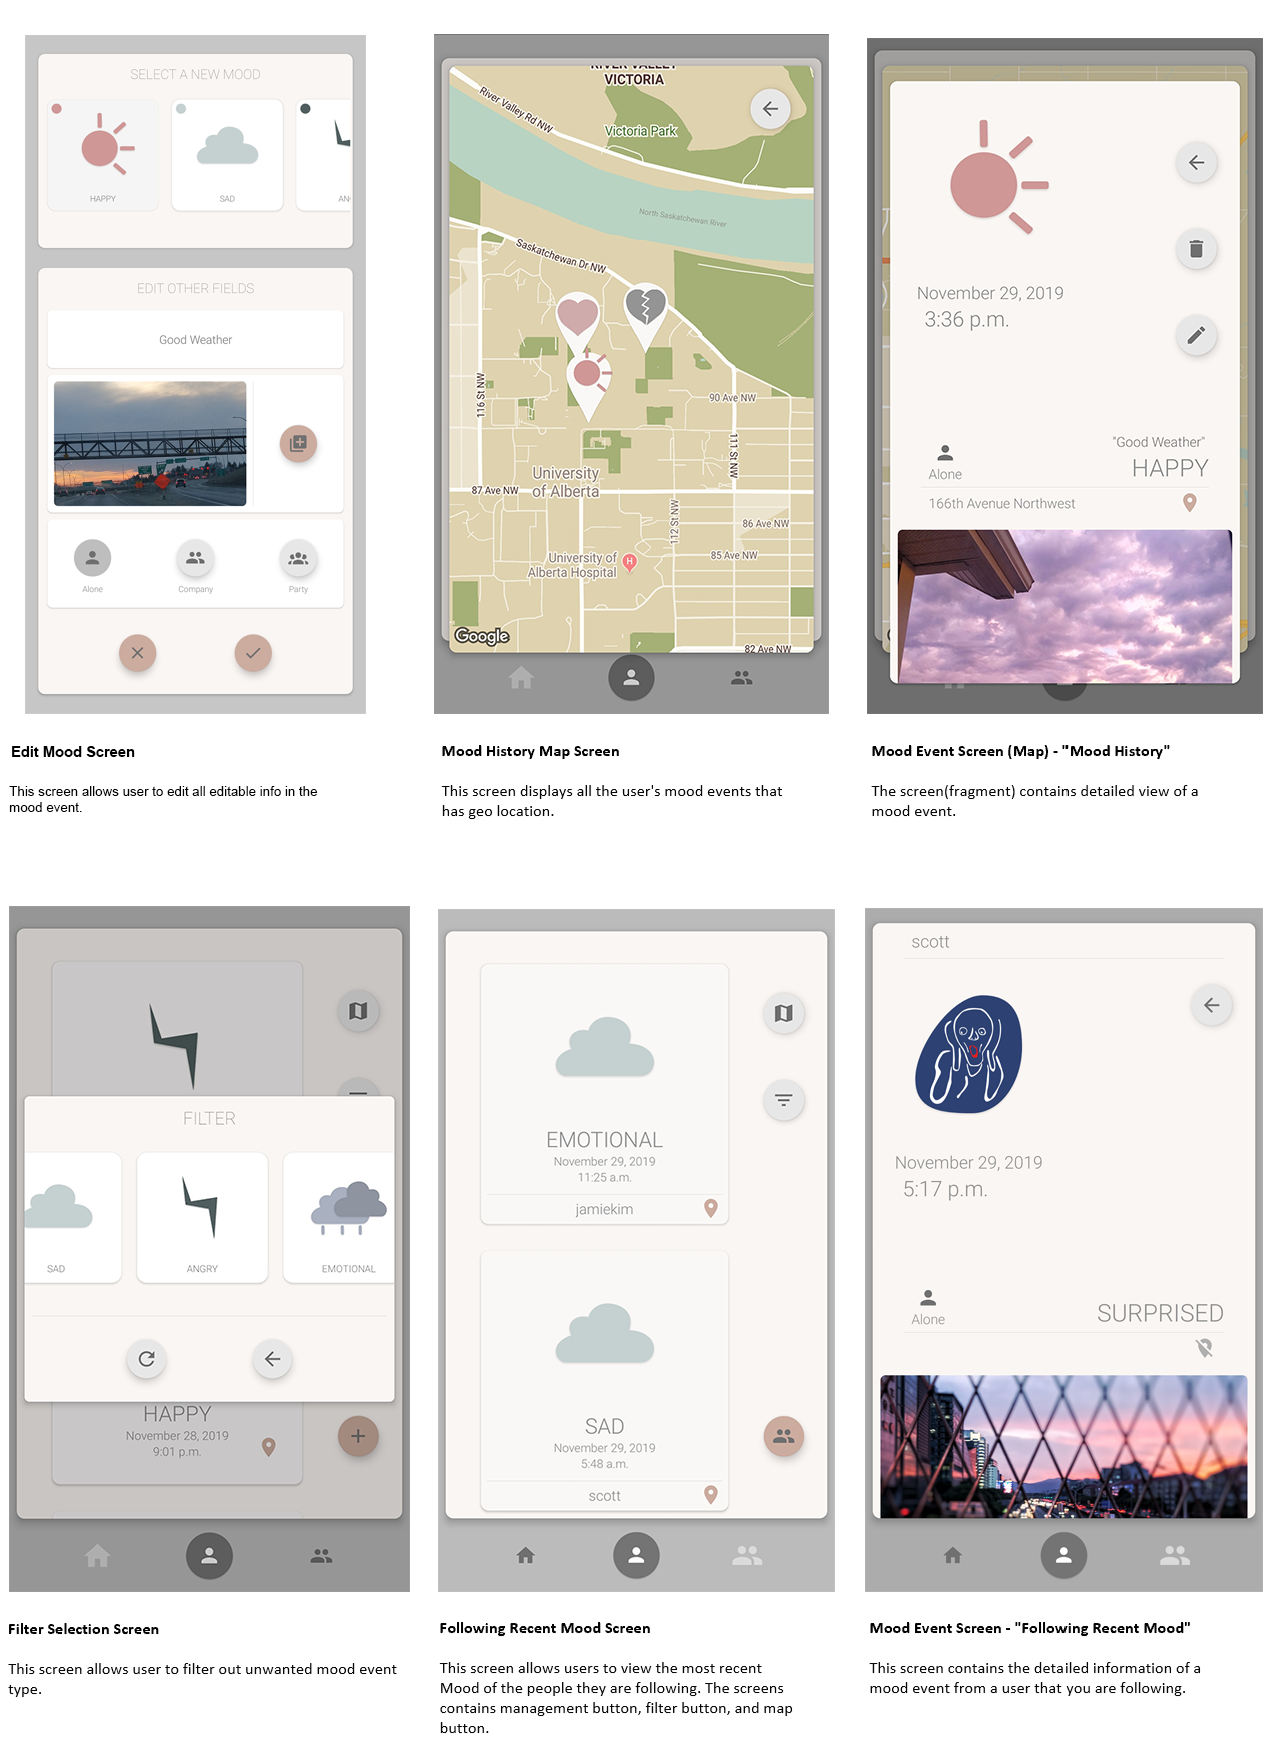 SELECT A NEW MOOD
HAPPY
SAD
AN
EDIT OTHER FIELDS
Good Weather
Alone
Company
Party
Edit Mood Screen
This screen allows user to edit all editable info in the
mood event.
RIVER VALLEY
VICTORIA
River Valley Rd NW
Victoria Park
North Saskatchewan River
Saskatchewan Dr NW
116 St NW
90 Ave NW
111 St NW
University
of Alberta
87 Ave NW
112 St NW
86 Ave NW
University of
Alberta Hospital
H
85 Ave NW
Google
82 Ave NW
Mood History Map Screen
This screen displays all the user's mood events that
has geo location.
November 29, 2019
3:36 p.m.
"Good Weather"
Alone
HAPPY
166th Avenue Northwest
Mood Event Screen (Map) - "Mood History"
The screen(fragment) contains detailed view of a
mood event.
FILTER
SAD
ANGRY
EMOTIONAL
HAPPY
November 28, 2019
9:01 p.m.
Filter Selection Screen
This screen allows user to filter out unwanted mood event
type.
EMOTIONAL
November 29, 2019
11:25 a.m.
jamiekim
SAD
November 29, 2019
5:48 a.m.
scott
Following Recent Mood Screen
This screen allows users to view the most recent
Mood of the people they are following. The screens
contains management button, filter button, and map
button.
scott
November 29, 2019
5:17 p.m.
Alone
SURPRISED
Mood Event Screen - "Following Recent Mood"
This screen contains the detailed information of a
mood event from a user that you are following.